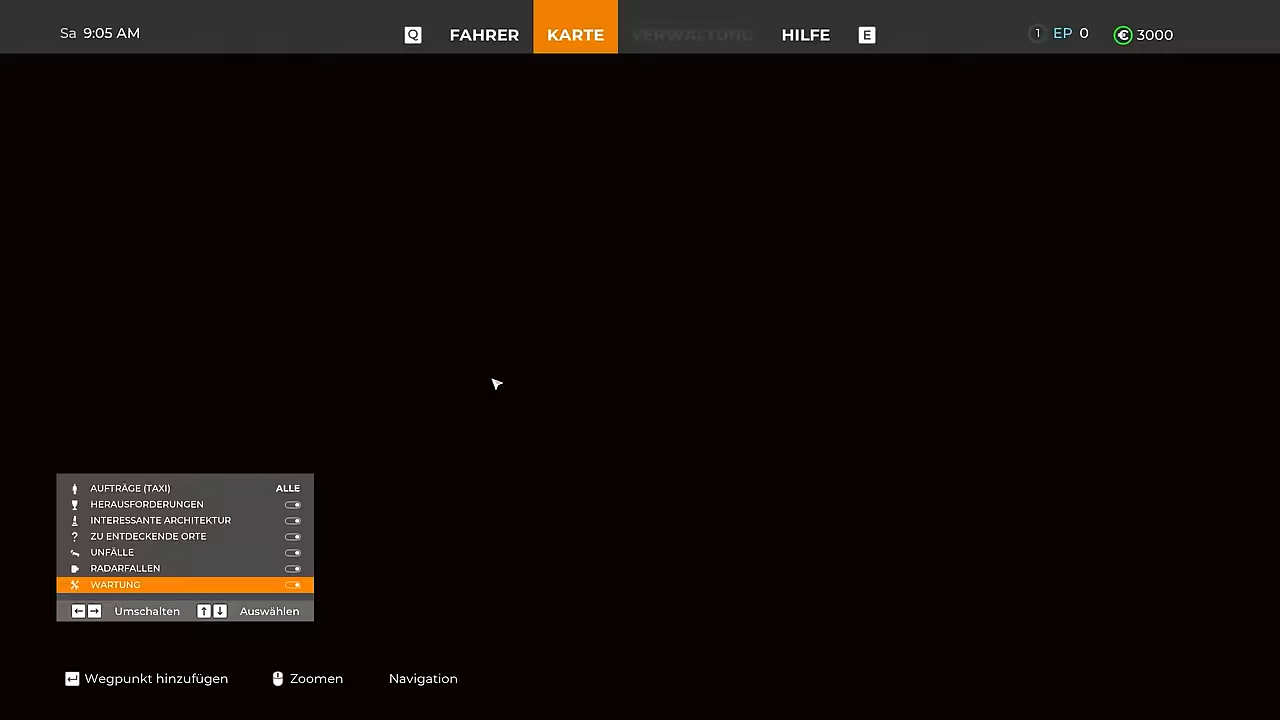 Sa 9:05 AM
Q FAHRER KARTE VERWALTUNG HILFE E
1 EP 0 € 3000
AUFTRÄGE (TAXI) ALLE
HERAUSFORDERUNGEN
INTERESSANTE ARCHITEKTUR
? ZU ENTDECKENDE ORTE
UNFÄLLE
RADARFALLEN
WARTUNG
← → Umschalten ↑ ↓ Auswählen
Wegpunkt hinzufügen Zoomen Navigation